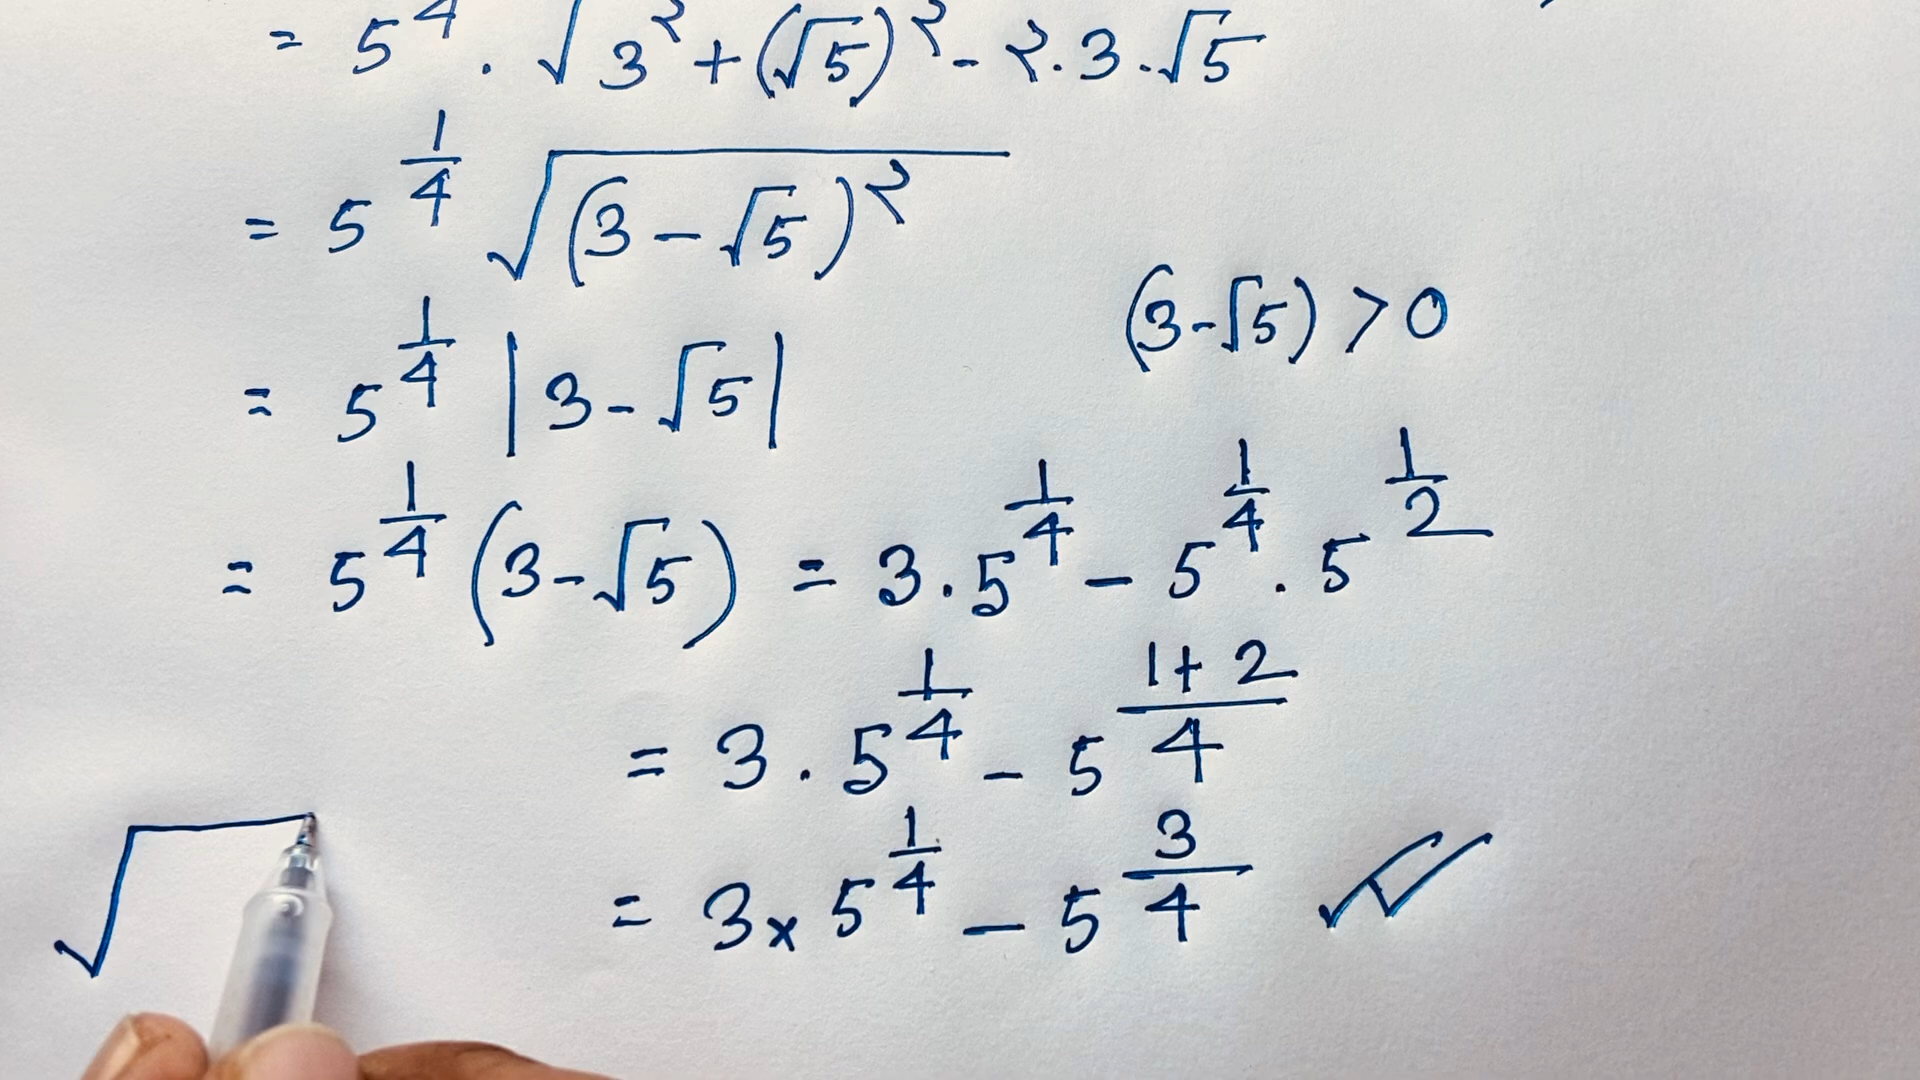 = 5^{1/4} . √(3² + (√5)² - 2.3.√5
= 5^{1/4} √((3 - √5)²)
(3 - √5) > 0
= 5^{1/4} |3 - √5|
= 5^{1/4} (3 - √5) = 3 . 5^{1/4} - 5^{1/4} . 5^{1/2}
= 3 . 5^{1/4} - 5^{(1+2)/4}
= 3 × 5^{1/4} - 5^{3/4} ✓✓
√